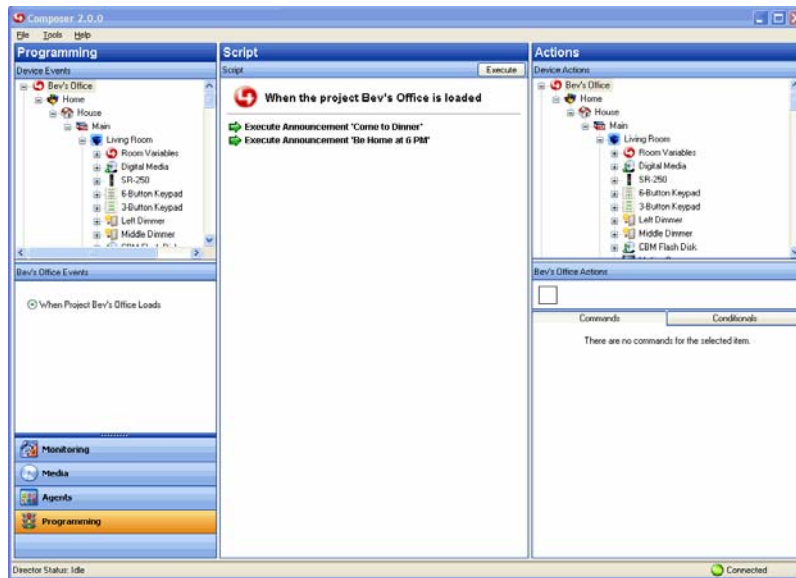 Composer 2.0.0
File Tools Help
Programming
Device Events
Bev's Office
Home
House
Main
Living Room
Room Variables
Digital Media
SR-250
6-Button Keypad
3-Button Keypad
Left Dimmer
Middle Dimmer
CBM Flash Disk
Bev's Office Events
When Project Bev's Office Loads
Monitoring
Media
Agents
Programming
Script
Script Execute
When the project Bev's Office is loaded
Execute Announcement 'Come to Dinner'
Execute Announcement 'Be Home at 6 PM'
Actions
Device Actions
Bev's Office
Home
House
Main
Living Room
Room Variables
Digital Media
SR-250
6-Button Keypad
3-Button Keypad
Left Dimmer
Middle Dimmer
CBM Flash Disk
Bev's Office Actions
Commands Conditionals
There are no commands for the selected item.
Director Status: Idle
Connected